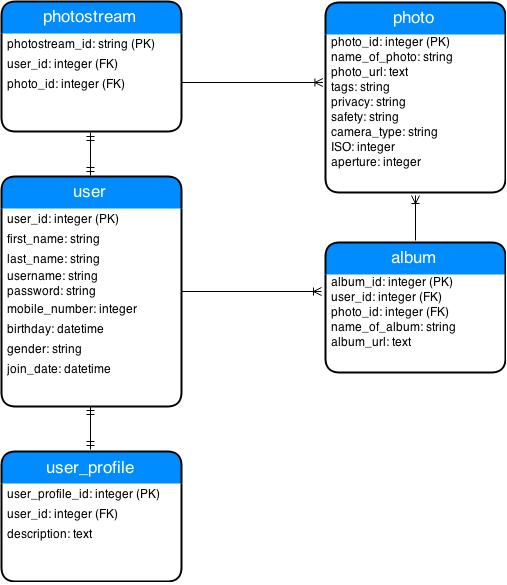 photostream
photostream_id: string (PK)
user_id: integer (FK)
photo_id: integer (FK)
photo
photo_id: integer (PK)
name_of_photo: string
photo_url: text
tags: string
privacy: string
safety: string
camera_type: string
ISO: integer
aperture: integer
user
user_id: integer (PK)
first_name: string
last_name: string
username: string
password: string
mobile_number: integer
birthday: datetime
gender: string
join_date: datetime
album
album_id: integer (PK)
user_id: integer (FK)
photo_id: integer (FK)
name_of_album: string
album_url: text
user_profile
user_profile_id: integer (PK)
user_id: integer (FK)
description: text